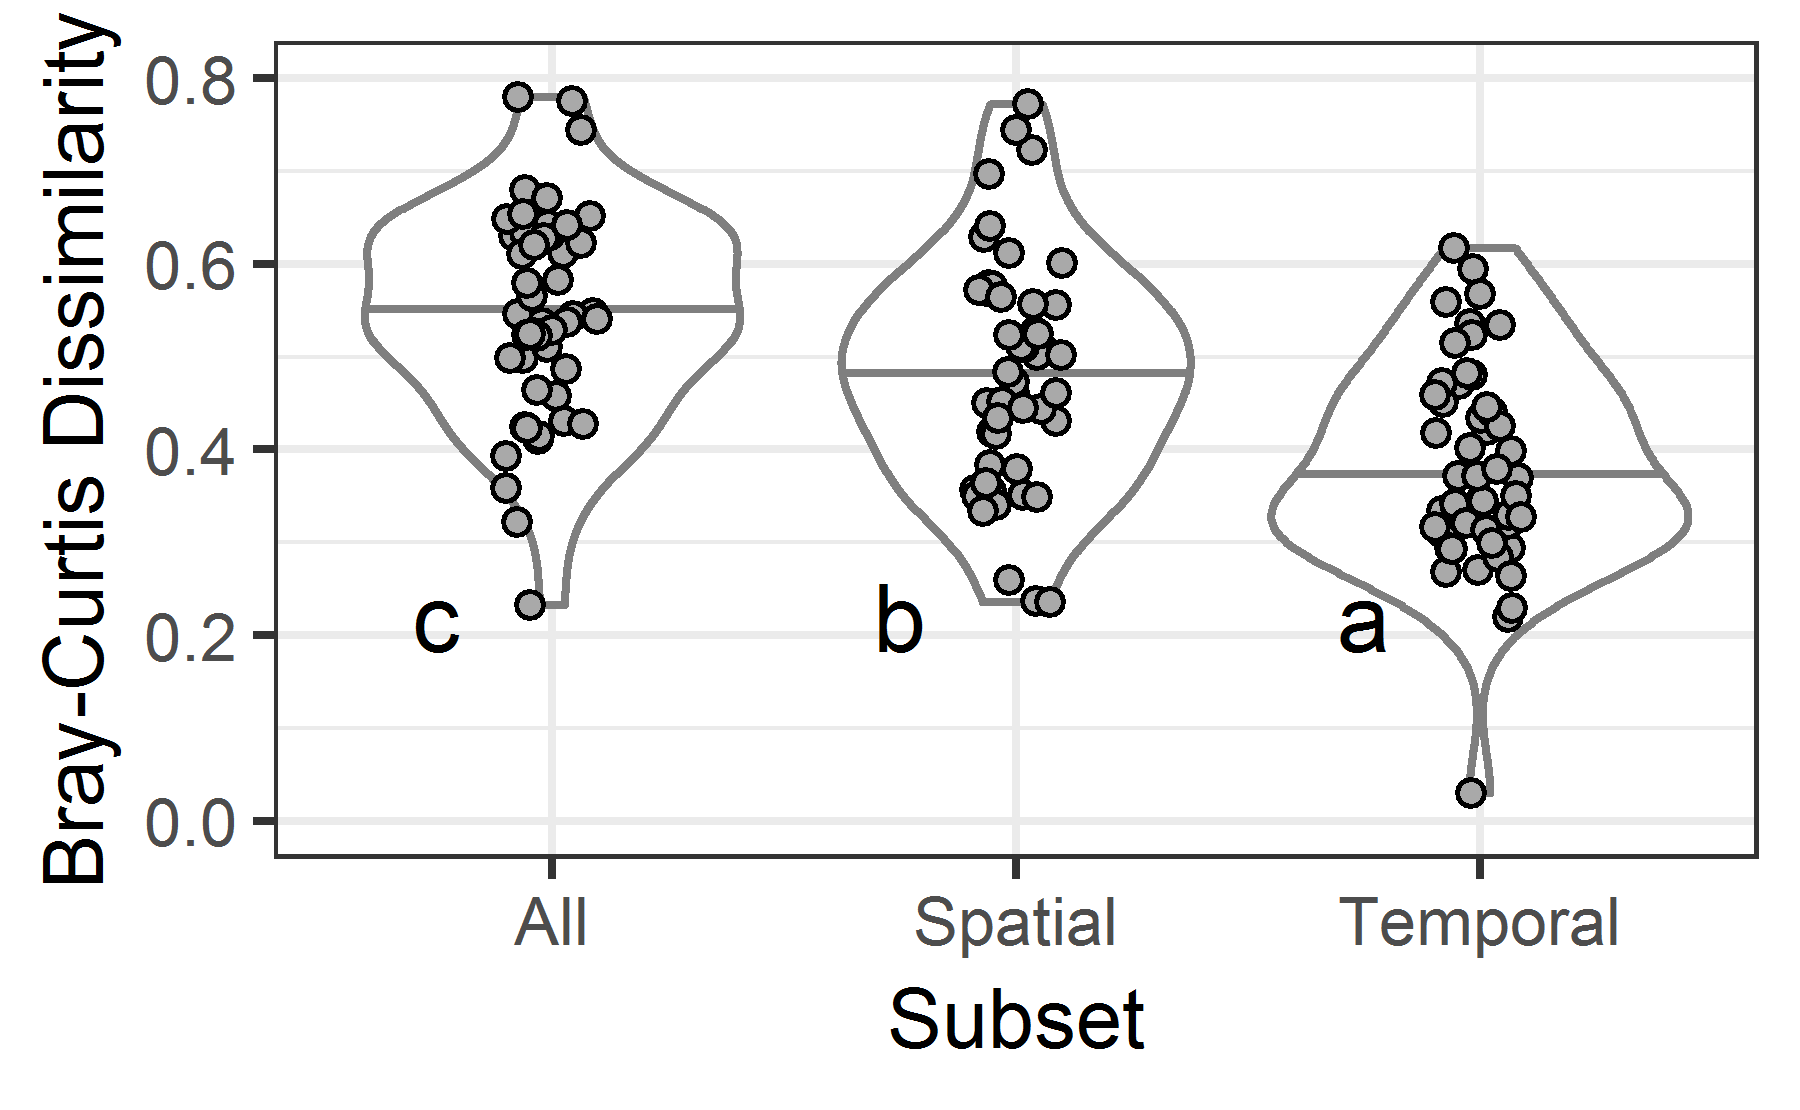 Bray-Curtis Dissimilarity
0.8
0.6
0.4
0.2
0.0
c
b
a
All
Spatial
Temporal
Subset